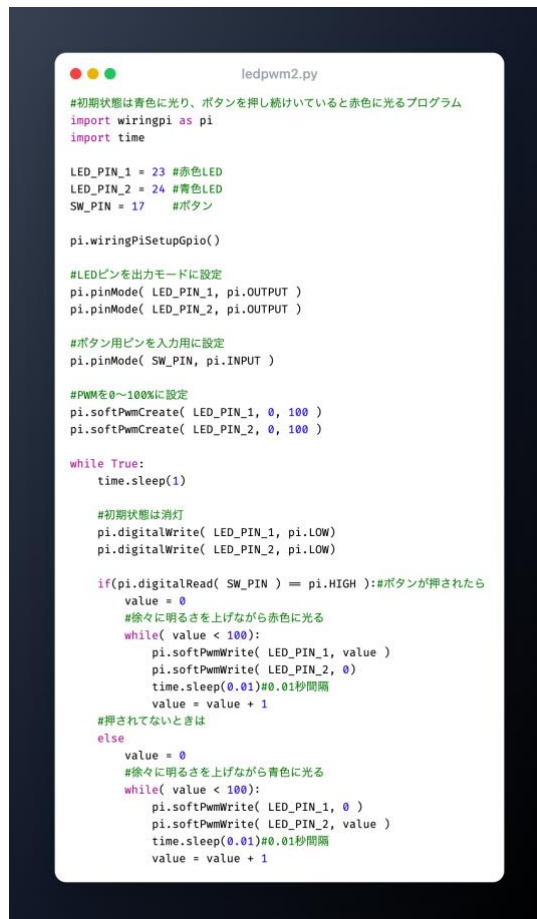 ledpwm2.py
#初期状態は青色に光り、ボタンを押し続けていると赤色に光るプログラム
import wiringpi as pi
import time
LED_PIN_1 = 23 #赤色LED
LED_PIN_2 = 24 #青色LED
SW_PIN = 17    #ボタン
pi.wiringPiSetupGpio()
#LEDピンを出力モードに設定
pi.pinMode( LED_PIN_1, pi.OUTPUT )
pi.pinMode( LED_PIN_2, pi.OUTPUT )
#ボタン用ピンを入力用に設定
pi.pinMode( SW_PIN, pi.INPUT )
#PWMを0〜100%に設定
pi.softPwmCreate( LED_PIN_1, 0, 100 )
pi.softPwmCreate( LED_PIN_2, 0, 100 )
while True:
    time.sleep(1)
    #初期状態は消灯
    pi.digitalWrite( LED_PIN_1, pi.LOW)
    pi.digitalWrite( LED_PIN_2, pi.LOW)
    if(pi.digitalRead( SW_PIN ) == pi.HIGH ):#ボタンが押されたら
        value = 0
        #徐々に明るさを上げながら赤色に光る
        while( value < 100):
            pi.softPwmWrite( LED_PIN_1, value )
            pi.softPwmWrite( LED_PIN_2, 0)
            time.sleep(0.01)#0.01秒間隔
            value = value + 1
    #押されてないときは
    else
        value = 0
        #徐々に明るさを上げながら青色に光る
        while( value < 100):
            pi.softPwmWrite( LED_PIN_1, 0 )
            pi.softPwmWrite( LED_PIN_2, value )
            time.sleep(0.01)#0.01秒間隔
            value = value + 1